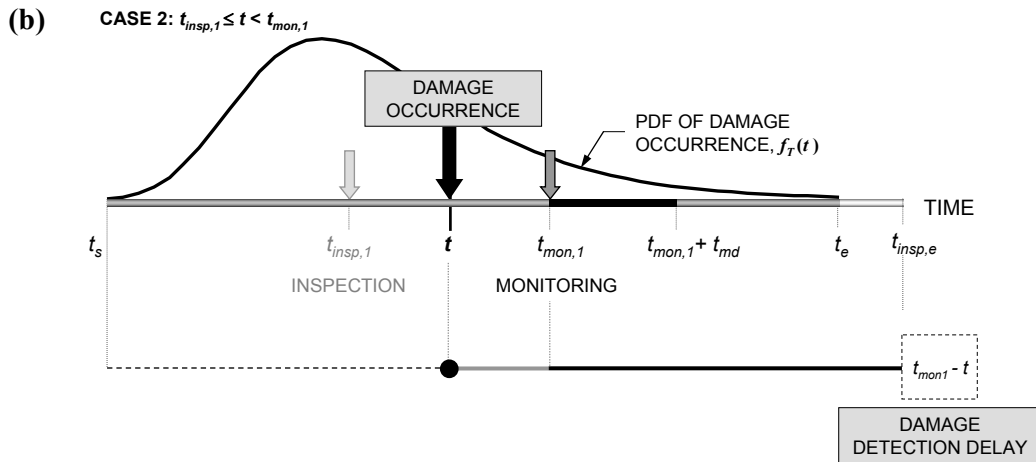 (b)
CASE 2: t_insp,1 ≤ t < t_mon,1
DAMAGE
OCCURRENCE
PDF OF DAMAGE
OCCURRENCE, f_T(t)
TIME
t_s
t_insp,1
t
t_mon,1
t_mon,1 + t_md
t_e
t_insp,e
INSPECTION
MONITORING
t_mon1 - t
DAMAGE
DETECTION DELAY